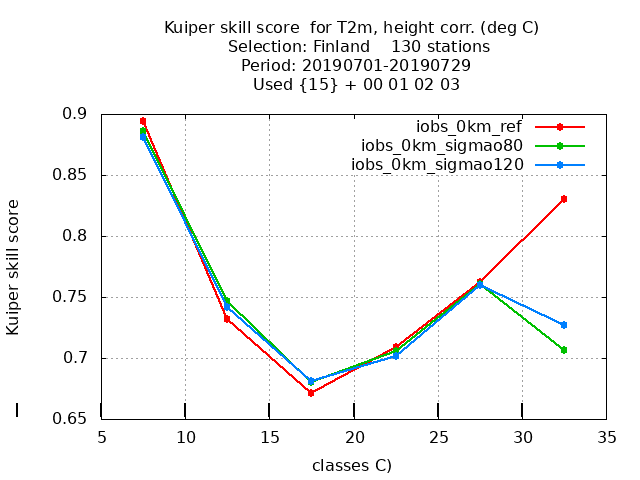 Kuiper skill score  for T2m, height corr. (deg C)
Selection: Finland    130 stations
Period: 20190701-20190729
Used {15} + 00 01 02 03
iobs_0km_ref
iobs_0km_sigmao80
iobs_0km_sigmao120
0.9
0.85
0.8
0.75
0.7
0.65
Kuiper skill score
5
10
15
20
25
30
35
classes C)